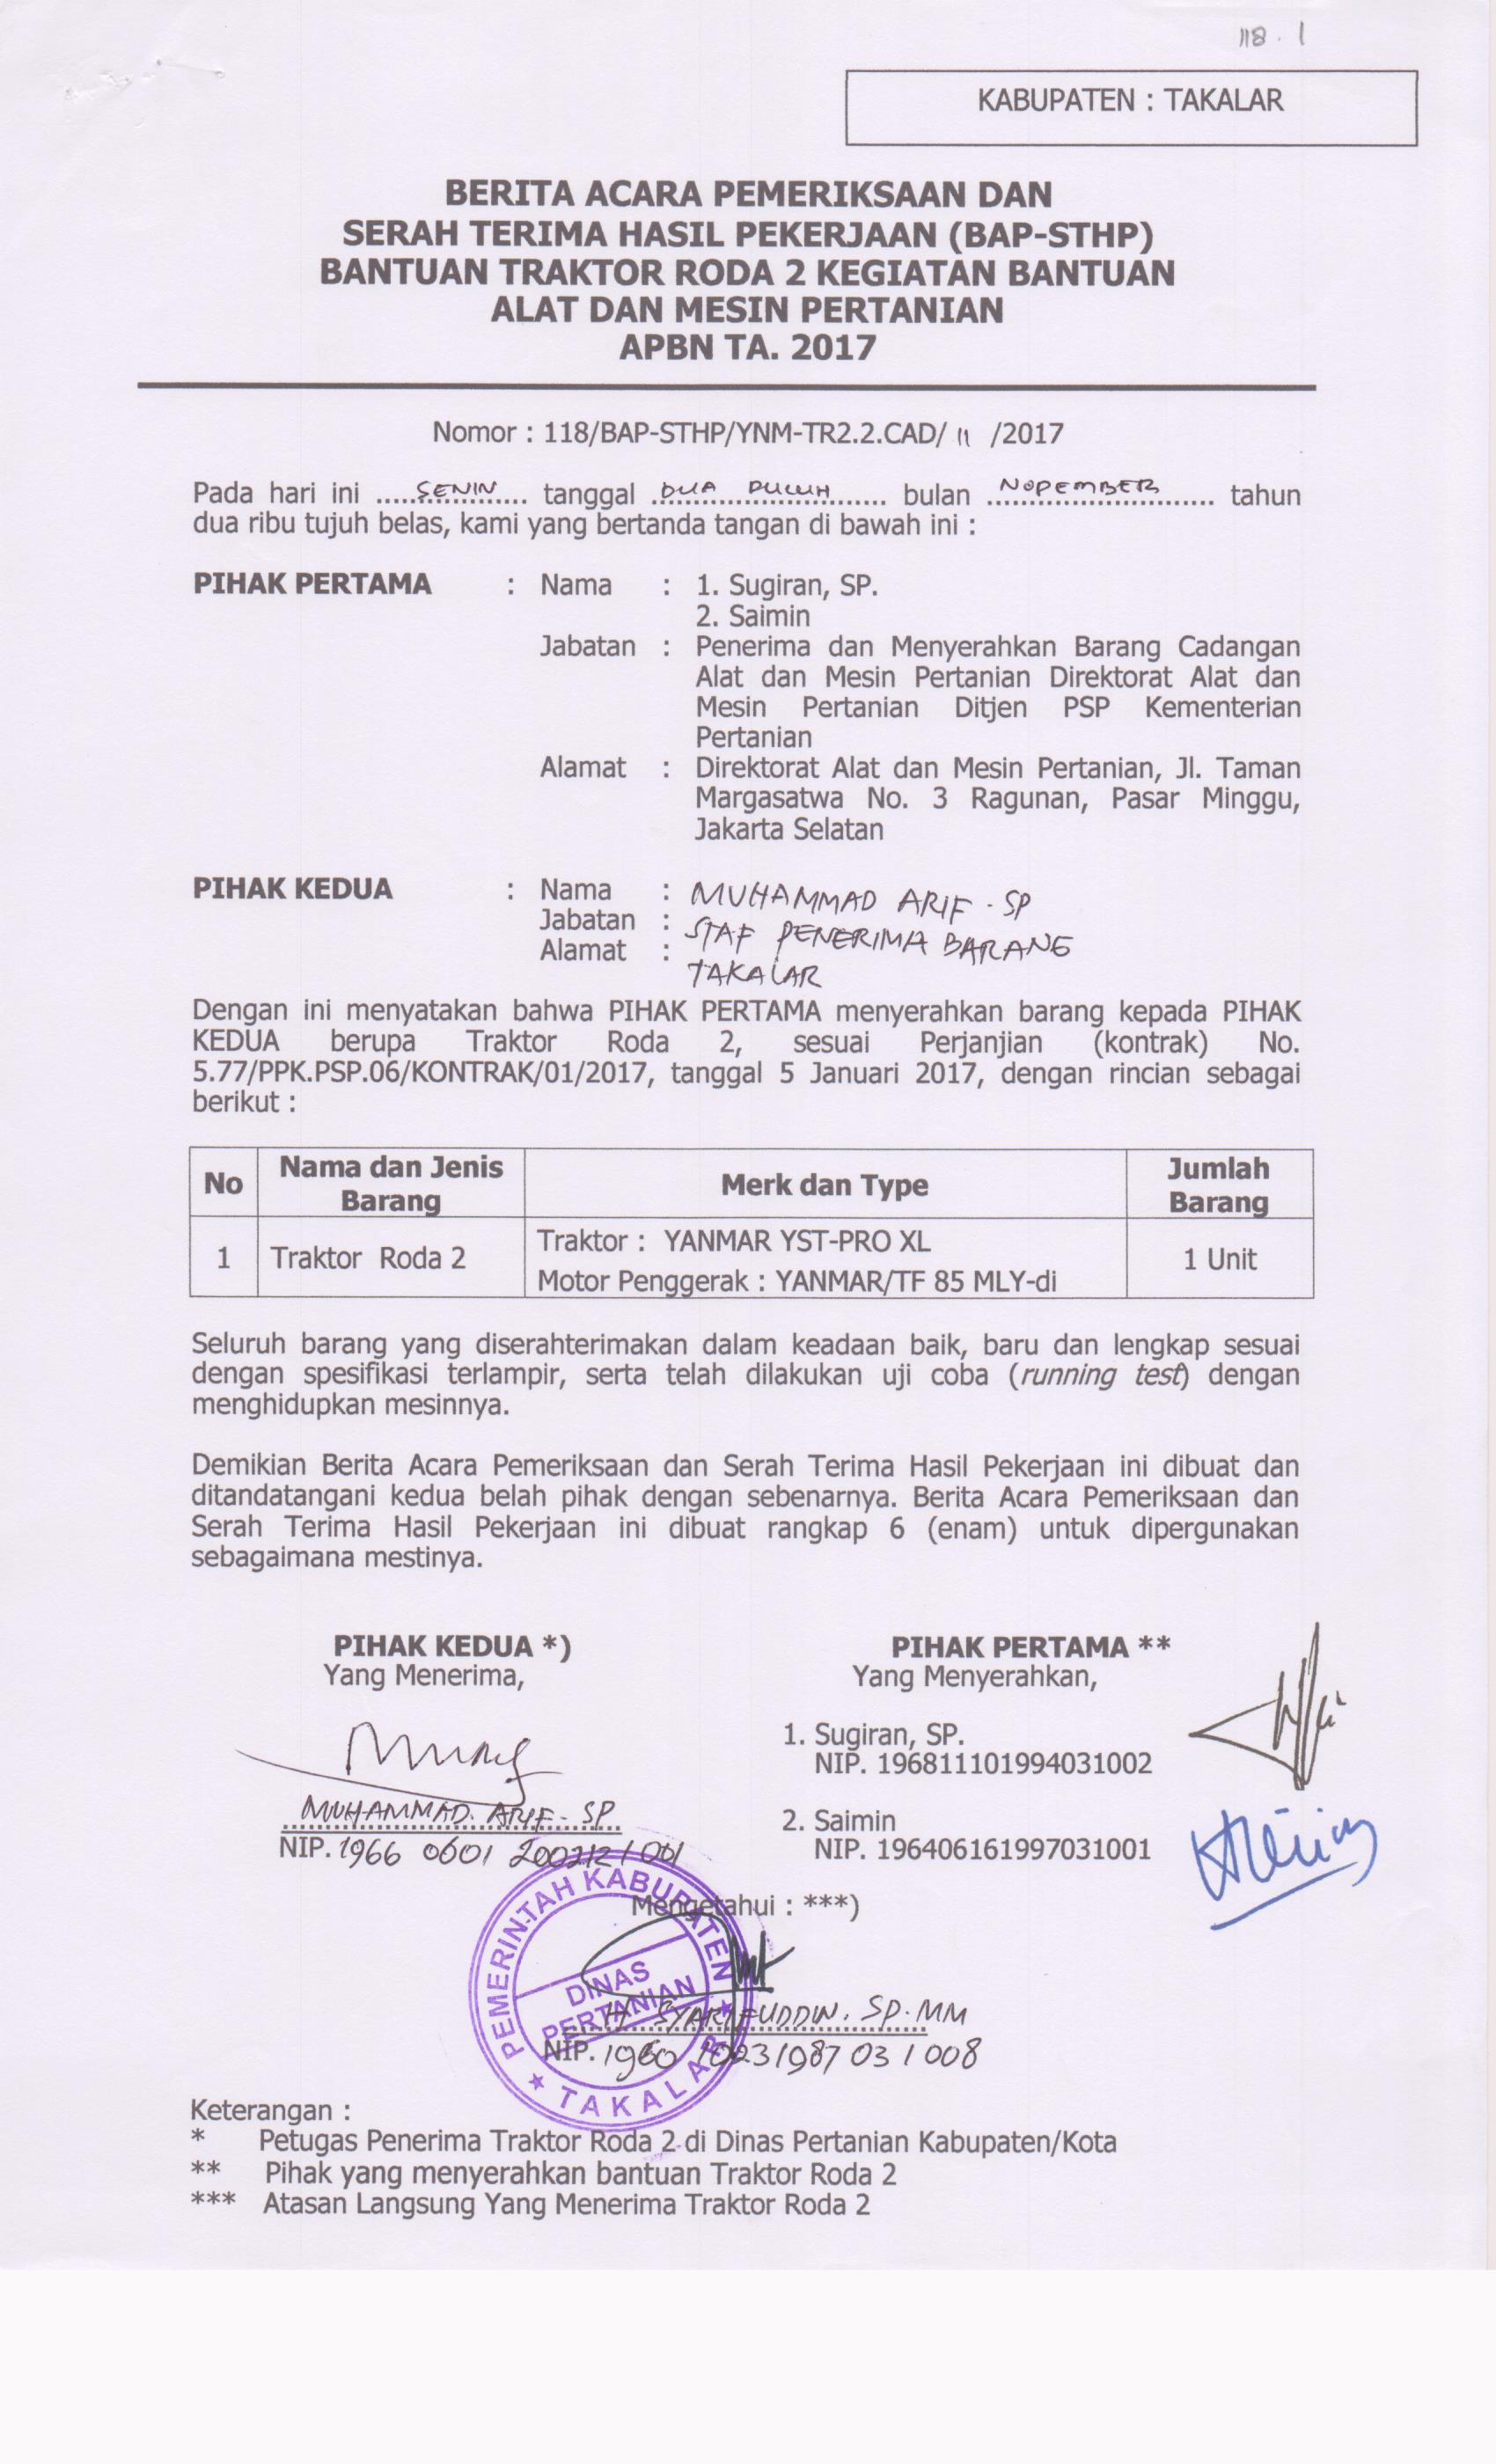 118 . 1
KABUPATEN : TAKALAR
BERITA ACARA PEMERIKSAAN DAN
SERAH TERIMA HASIL PEKERJAAN (BAP-STHP)
BANTUAN TRAKTOR RODA 2 KEGIATAN BANTUAN
ALAT DAN MESIN PERTANIAN
APBN TA. 2017
Nomor : 118/BAP-STHP/YNM-TR2.2.CAD/ 11 /2017
Pada hari ini ..... SENIN ..... tanggal ..... DUA PULUH ..... bulan ..... NOPEMBER ..... tahun
dua ribu tujuh belas, kami yang bertanda tangan di bawah ini :
PIHAK PERTAMA : Nama : 1. Sugiran, SP.
2. Saimin
Jabatan : Penerima dan Menyerahkan Barang Cadangan
Alat dan Mesin Pertanian Direktorat Alat dan
Mesin Pertanian Ditjen PSP Kementerian
Pertanian
Alamat : Direktorat Alat dan Mesin Pertanian, Jl. Taman
Margasatwa No. 3 Ragunan, Pasar Minggu,
Jakarta Selatan
PIHAK KEDUA : Nama : MUHAMMAD ARIF - SP
Jabatan : STAF PENERIMA BARANG
Alamat : TAKALAR
Dengan ini menyatakan bahwa PIHAK PERTAMA menyerahkan barang kepada PIHAK
KEDUA berupa Traktor Roda 2, sesuai Perjanjian (kontrak) No.
5.77/PPK.PSP.06/KONTRAK/01/2017, tanggal 5 Januari 2017, dengan rincian sebagai
berikut :
No Nama dan Jenis Barang Merk dan Type Jumlah Barang
1 Traktor Roda 2 Traktor : YANMAR YST-PRO XL 1 Unit
Motor Penggerak : YANMAR/TF 85 MLY-di
Seluruh barang yang diserahterimakan dalam keadaan baik, baru dan lengkap sesuai
dengan spesifikasi terlampir, serta telah dilakukan uji coba (running test) dengan
menghidupkan mesinnya.
Demikian Berita Acara Pemeriksaan dan Serah Terima Hasil Pekerjaan ini dibuat dan
ditandatangani kedua belah pihak dengan sebenarnya. Berita Acara Pemeriksaan dan
Serah Terima Hasil Pekerjaan ini dibuat rangkap 6 (enam) untuk dipergunakan
sebagaimana mestinya.
PIHAK KEDUA *) PIHAK PERTAMA **
Yang Menerima, Yang Menyerahkan,
1. Sugiran, SP.
NIP. 196811101994031002
MUHAMMAD. ARIF - SP 2. Saimin
NIP. 1966 0601 200212 1 001 NIP. 196406161997031001
Mengetahui : ***)
PEMERINTAH KABUPATEN
DINAS
PERTANIAN
TAKALAR
H. SYARIFUDDIN. SP. MM
NIP. 1960 1023 1987 03 1 008
Keterangan :
* Petugas Penerima Traktor Roda 2 di Dinas Pertanian Kabupaten/Kota
** Pihak yang menyerahkan bantuan Traktor Roda 2
*** Atasan Langsung Yang Menerima Traktor Roda 2